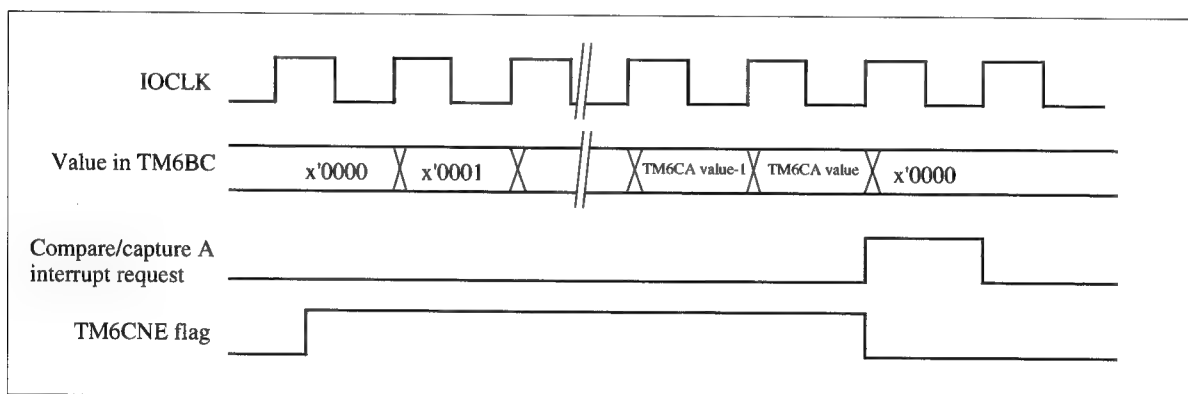 IOCLK
Value in TM6BC
x'0000
x'0001
TM6CA value-1
TM6CA value
x'0000
Compare/capture A
interrupt request
TM6CNE flag